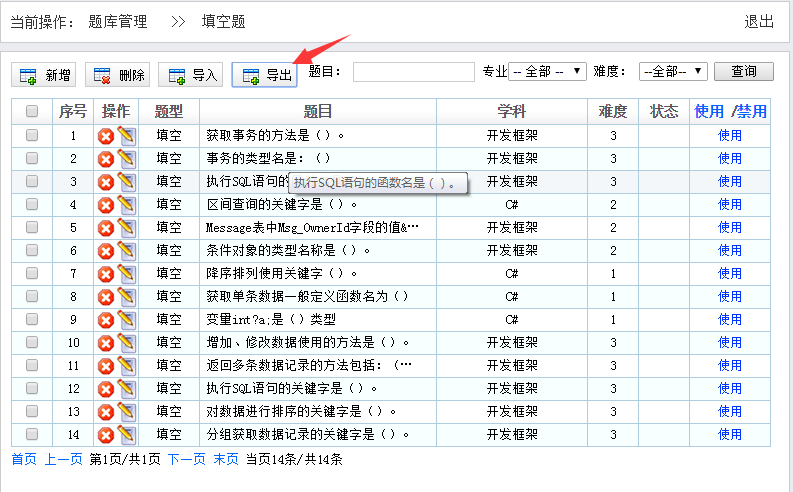 当前操作： 题库管理 >> 填空题 退出
新增 删除 导入 导出 题目： 专业 -- 全部 -- 难度： --全部-- 查询
序号 操作 题型 题目 学科 难度 状态 使用 /禁用
1 填空 获取事务的方法是（）。 开发框架 3 使用
2 填空 事务的类型名是：（） 开发框架 3 使用
3 填空 执行SQL语句的 开发框架 3 使用
执行SQL语句的函数名是（）。
4 填空 区间查询的关键字是（）。 C# 2 使用
5 填空 Message表中Msg_OwnerId字段的值&… 开发框架 2 使用
6 填空 条件对象的类型名称是（）。 开发框架 2 使用
7 填空 降序排列使用关键字（）。 C# 1 使用
8 填空 获取单条数据一般定义函数名为（） C# 1 使用
9 填空 变量int?a;是（）类型 C# 1 使用
10 填空 增加、修改数据使用的方法是（）。 开发框架 3 使用
11 填空 返回多条数据记录的方法包括：（… 开发框架 3 使用
12 填空 执行SQL语句的关键字是（）。 开发框架 3 使用
13 填空 对数据进行排序的关键字是（）。 开发框架 3 使用
14 填空 分组获取数据记录的关键字是（）。 开发框架 3 使用
首页 上一页 第1页/共1页 下一页 末页 当页14条/共14条